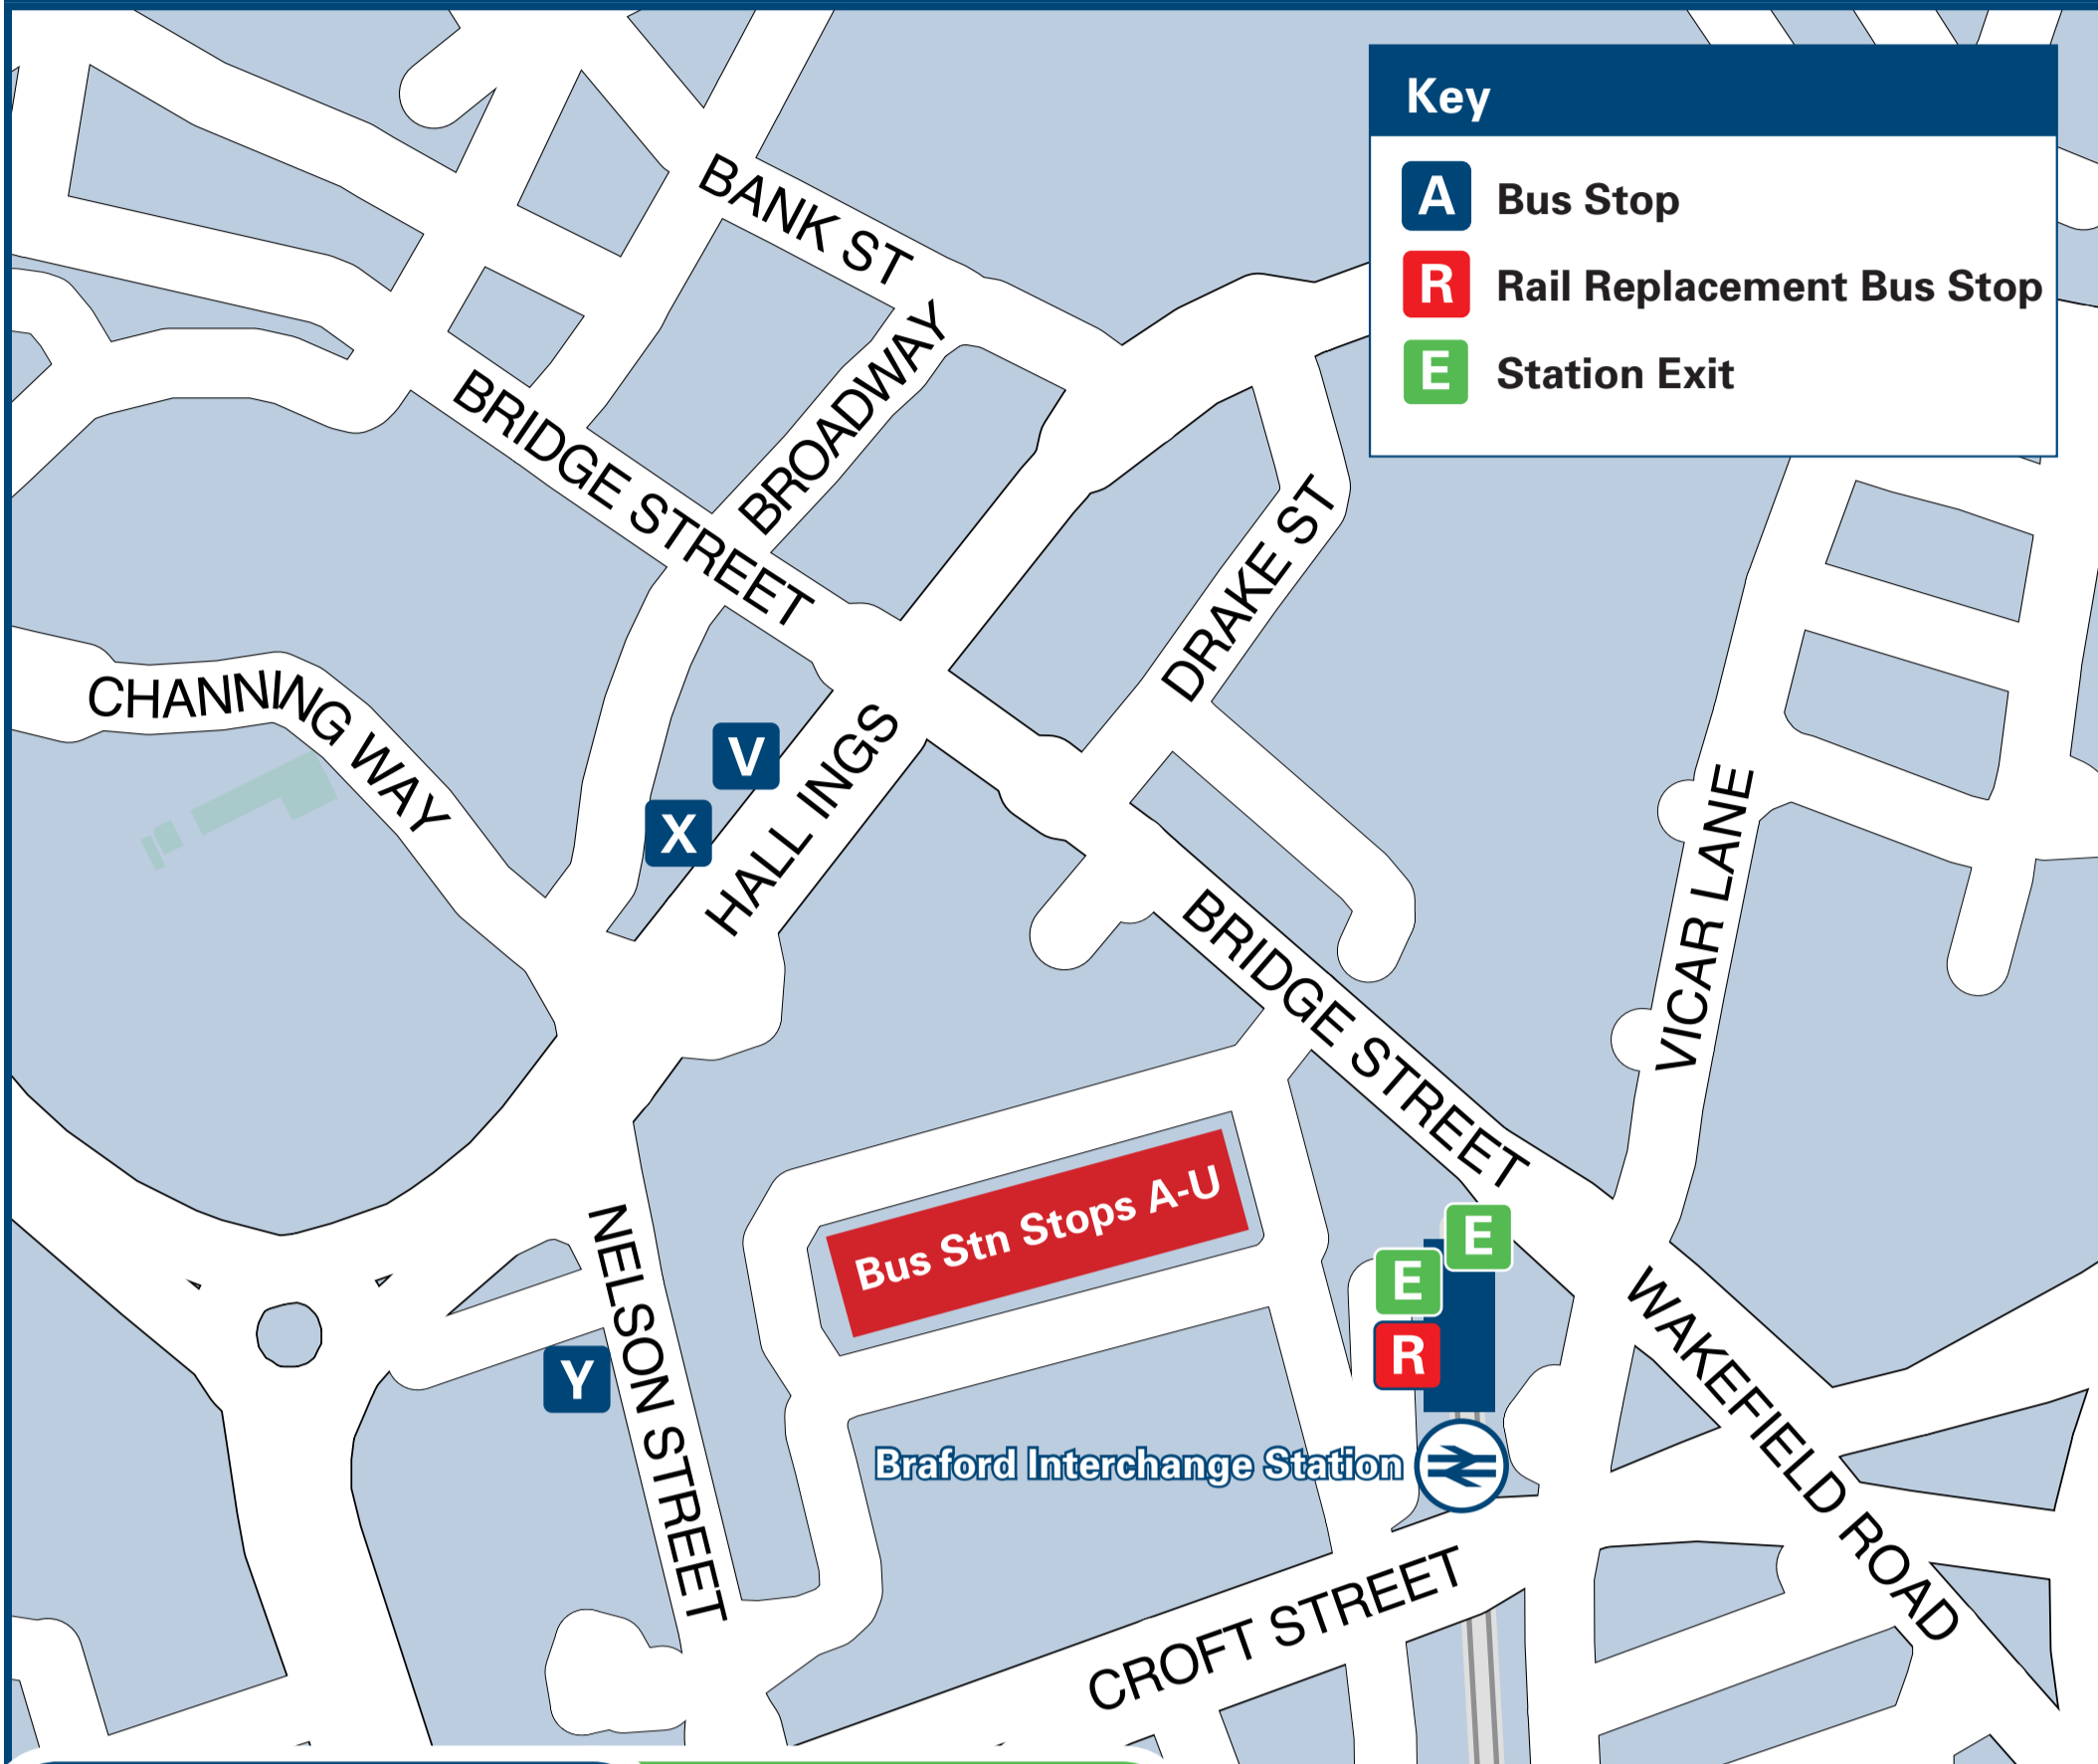 Key
A Bus Stop
R Rail Replacement Bus Stop
E Station Exit
BANK ST
BROADWAY
BRIDGE STREET
DRAKE ST
CHANNING WAY
V
X
HALL INGS
VICAR LANE
BRIDGE STREET
Bus Stn Stops A-U
E
E
R
NELSON STREET
Y
WAKEFIELD ROAD
Braford Interchange Station
CROFT STREET